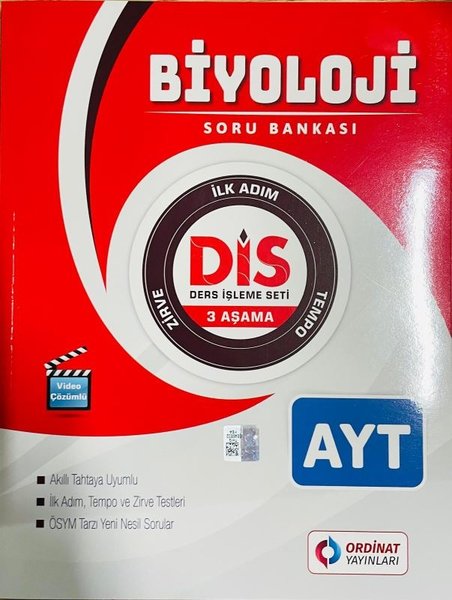 BİYOLOJİ
SORU BANKASI
İLK ADIM
ZİRVE
TEMPO
DİS
DERS İŞLEME SETİ
3 AŞAMA
Video
Çözümlü
AYT
Akıllı Tahtaya Uyumlu
İlk Adım, Tempo ve Zirve Testleri
ÖSYM Tarzı Yeni Nesil Sorular
ORDİNAT
YAYINLARI